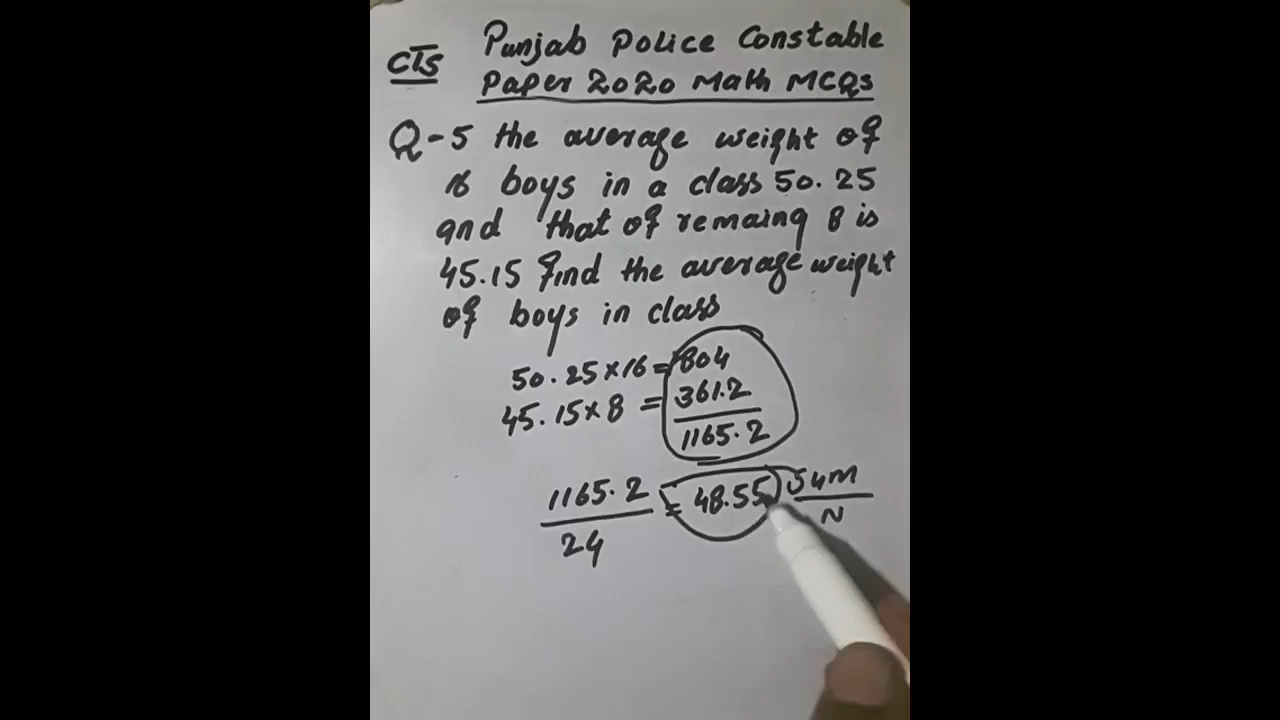 CTS Punjab Police Constable
Paper 2020 Math MCQs
Q-5 the average weight of
16 boys in a class 50.25
and that of remaing 8 is
45.15 find the average weight
of boys in class
50.25×16=804
45.15×8 = 361.2
1165.2
1165.2 = 48.55 Sum
24 N